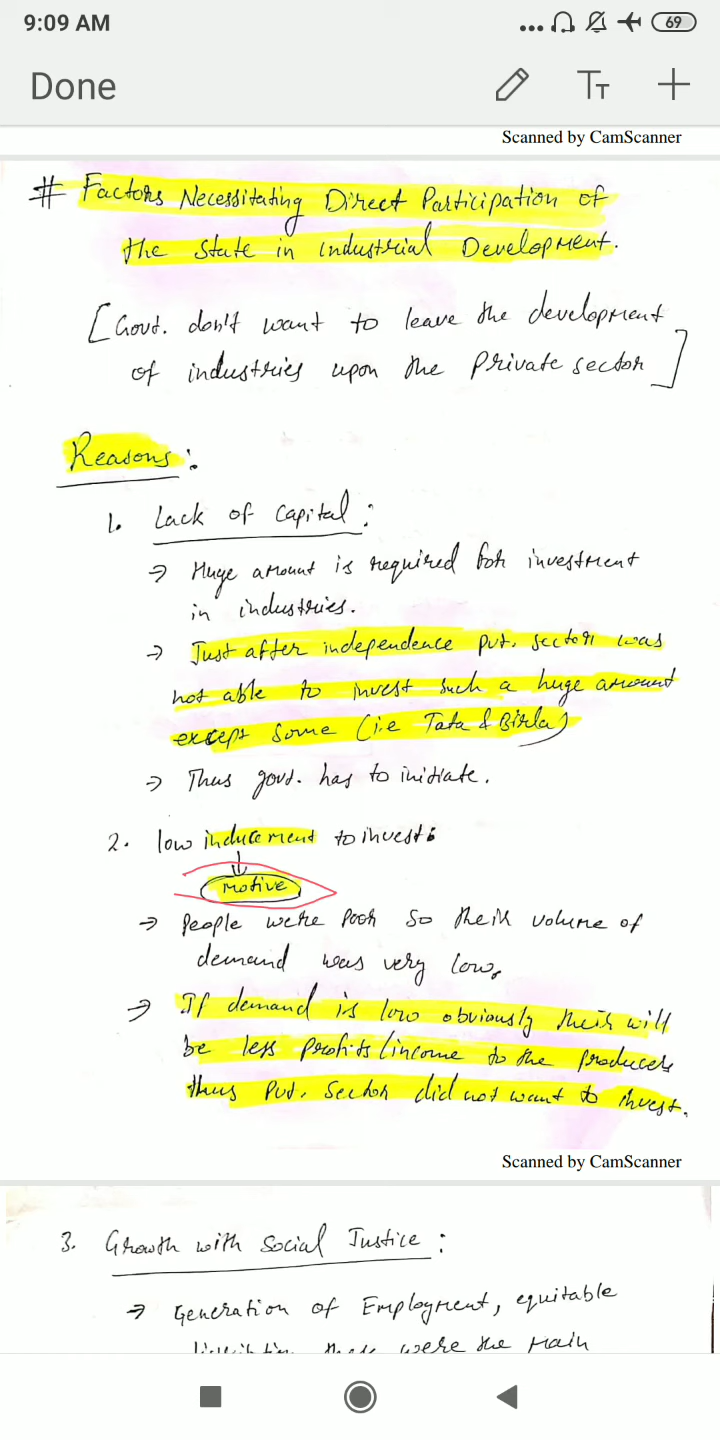 9:09 AM
69
Done
TT
Scanned by CamScanner
# Factors Necessitating Direct Participation of
the State in Industrial Development.
[Govt. don't want to leave the development
of industries upon the Private sector]
Reasons:
1. Lack of Capital:
→ Huge amount is required for investment
in industries.
→ Just after independence pvt. sector was
not able to invest such a huge amount
except some (i.e Tata & Birla)
→ Thus govt. has to initiate.
2. low inducement to invest:
↓
Motive
→ People were Poor so their volume of
demand was very low.
→ If demand is low obviously their will
be less profits/income to the producers
thus Pvt. Sector did not want to invest.
Scanned by CamScanner
3. Growth with Social Justice:
→ Generation of Employment, equitable
were the main